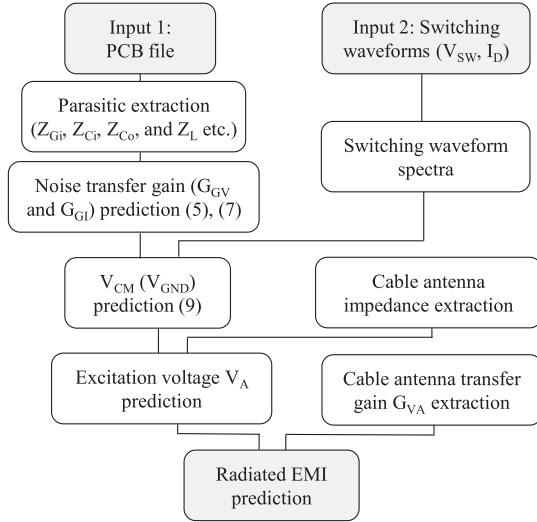 Input 1:
PCB file
Input 2: Switching
waveforms (V_SW, I_D)
Parasitic extraction
(Z_Gi, Z_Ci, Z_Co, and Z_L etc.)
Switching waveform
spectra
Noise transfer gain (G_GV
and G_GI) prediction (5), (7)
V_CM (V_GND)
prediction (9)
Cable antenna
impedance extraction
Excitation voltage V_A
prediction
Cable antenna transfer
gain G_VA extraction
Radiated EMI
prediction